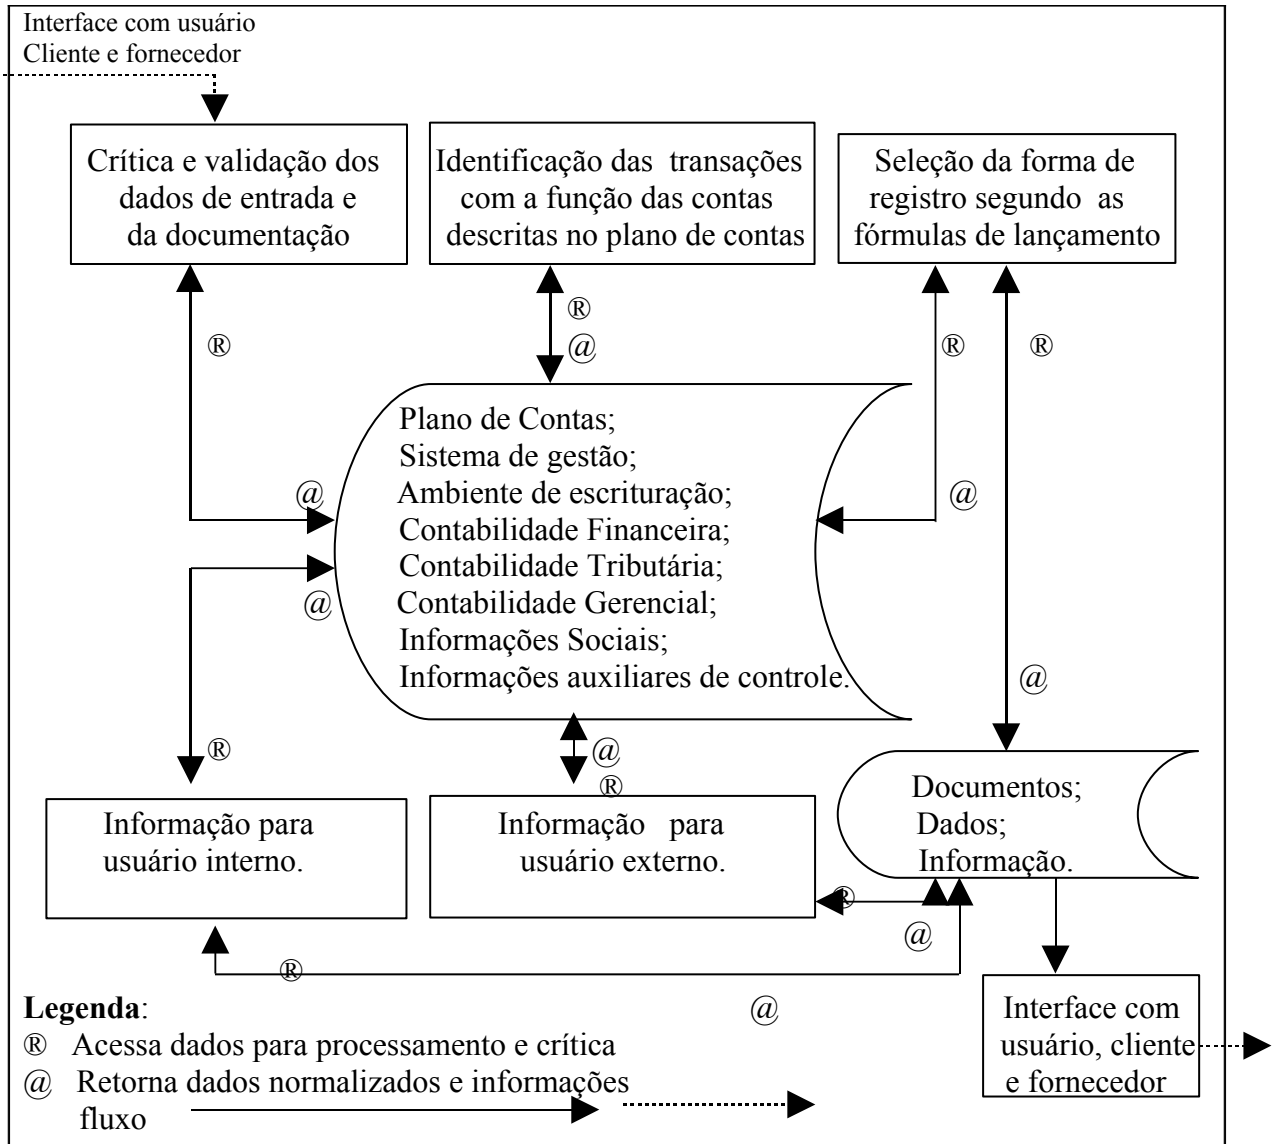 Interface com usuário
Cliente e fornecedor
Crítica e validação dos
dados de entrada e
da documentação
Identificação das transações
com a função das contas
descritas no plano de contas
Seleção da forma de
registro segundo as
fórmulas de lançamento
®
®
@
®
®
@
@
@
@
Plano de Contas;
Sistema de gestão;
Ambiente de escrituração;
Contabilidade Financeira;
Contabilidade Tributária;
Contabilidade Gerencial;
Informações Sociais;
Informações auxiliares de controle.
®
@
®
Informação para
usuário interno.
Informação para
usuário externo.
Documentos;
Dados;
Informação.
®
@
®
@
Interface com
usuário, cliente
e fornecedor
Legenda:
® Acessa dados para processamento e crítica
@ Retorna dados normalizados e informações
fluxo